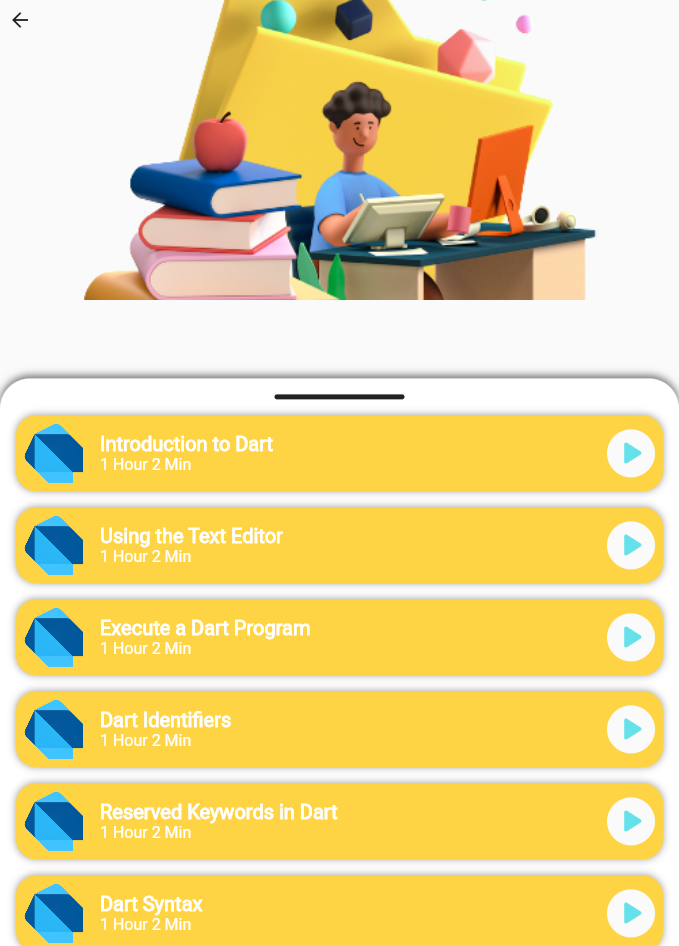 Introduction to Dart
1 Hour 2 Min
Using the Text Editor
1 Hour 2 Min
Execute a Dart Program
1 Hour 2 Min
Dart Identifiers
1 Hour 2 Min
Reserved Keywords in Dart
1 Hour 2 Min
Dart Syntax
1 Hour 2 Min